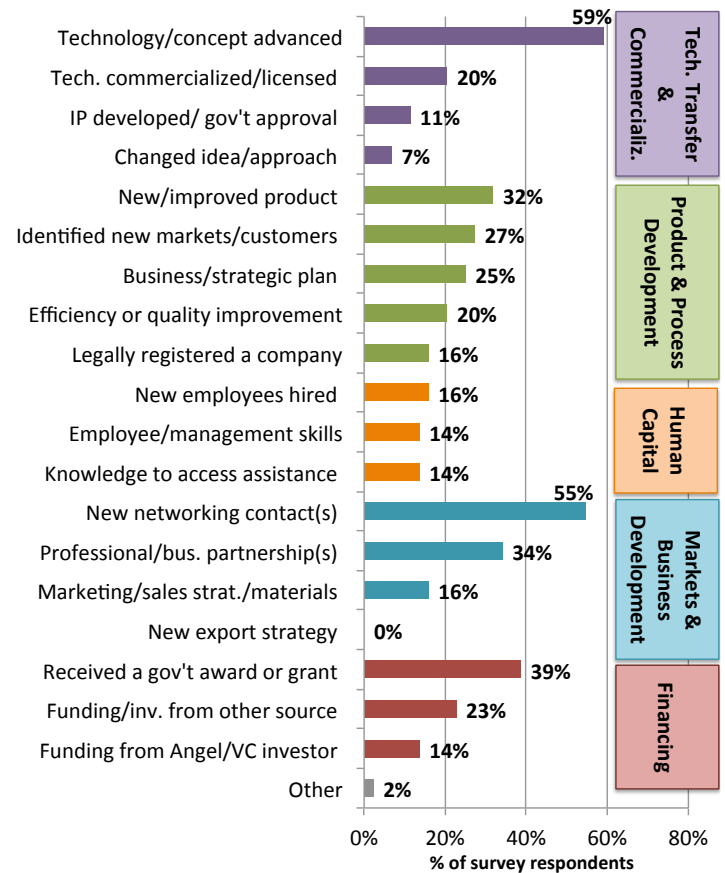 59%
Technology/concept advanced
Tech. commercialized/licensed 20%
IP developed/ gov't approval 11%
Changed idea/approach 7%
Tech. Transfer
&
Commercializ.
New/improved product 32%
Identified new markets/customers 27%
Business/strategic plan 25%
Efficiency or quality improvement 20%
Legally registered a company 16%
Product & Process
Development
New employees hired 16%
Employee/management skills 14%
Knowledge to access assistance 14%
Human
Capital
55%
New networking contact(s)
Professional/bus. partnership(s) 34%
Marketing/sales strat./materials 16%
New export strategy 0%
Markets &
Business
Development
Received a gov't award or grant 39%
Funding/inv. from other source 23%
Funding from Angel/VC investor 14%
Financing
Other 2%
0% 20% 40% 60% 80%
% of survey respondents